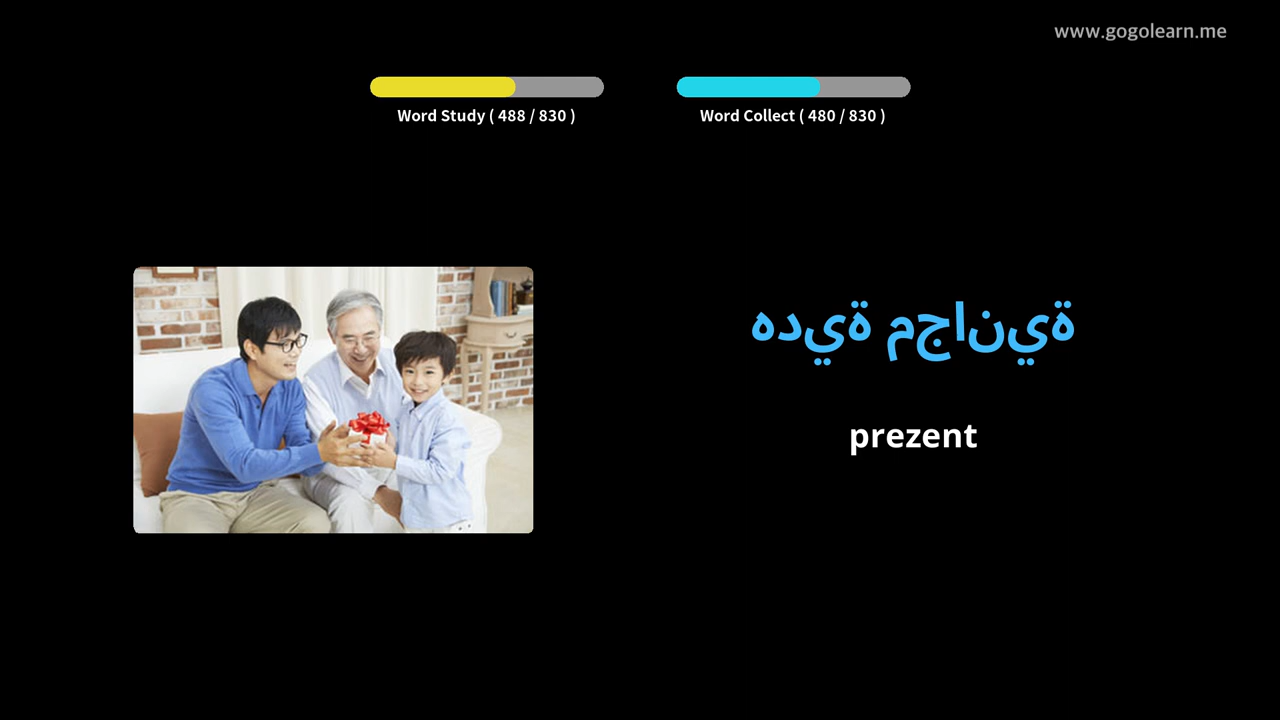 www.gogolearn.me
Word Study ( 488 / 830 )
Word Collect ( 480 / 830 )
هدية مجانية
prezent